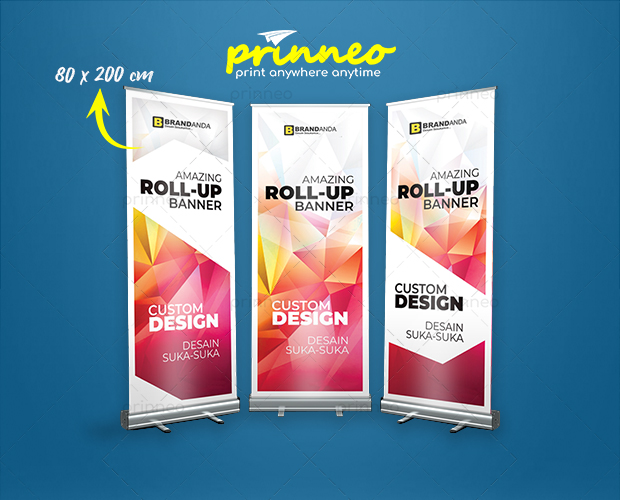 prinneo
print anywhere anytime
80 x 200 cm
B BRANDANDA
AMAZING
ROLL-UP
BANNER
CUSTOM
DESIGN
DESAIN
SUKA-SUKA
B BRANDANDA
AMAZING
ROLL-UP
BANNER
CUSTOM
DESIGN
DESAIN
SUKA-SUKA
B BRANDANDA
AMAZING
ROLL-UP
BANNER
CUSTOM
DESIGN
DESAIN
SUKA-SUKA